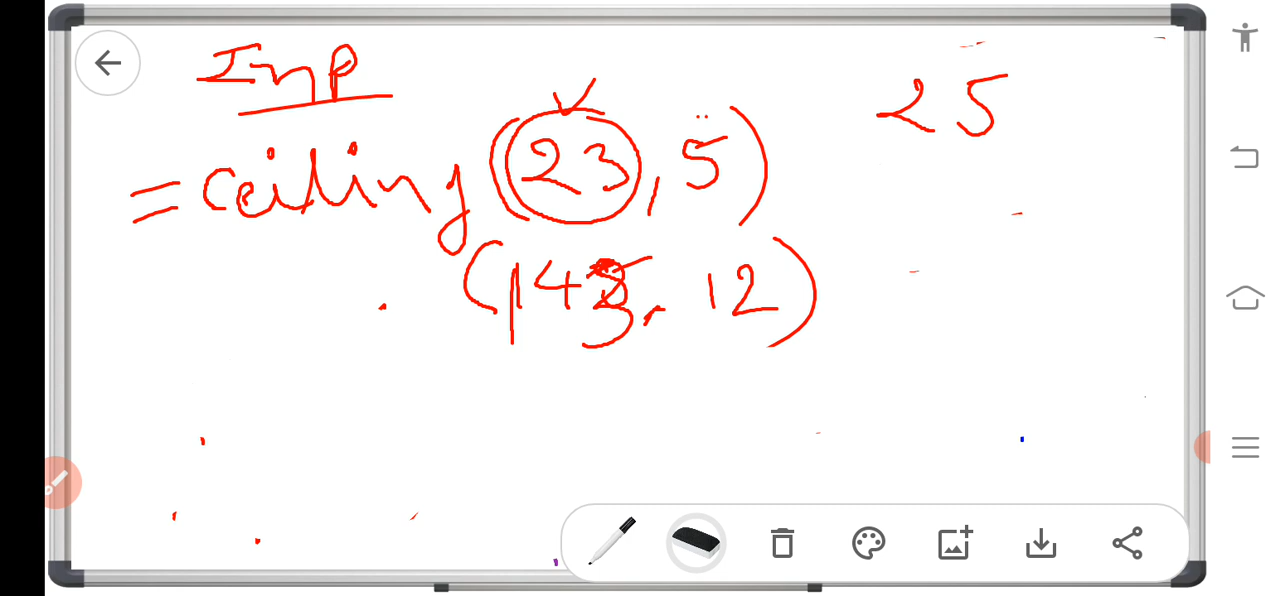 Imp
=ceiling (23,5) 25
(143, 12)